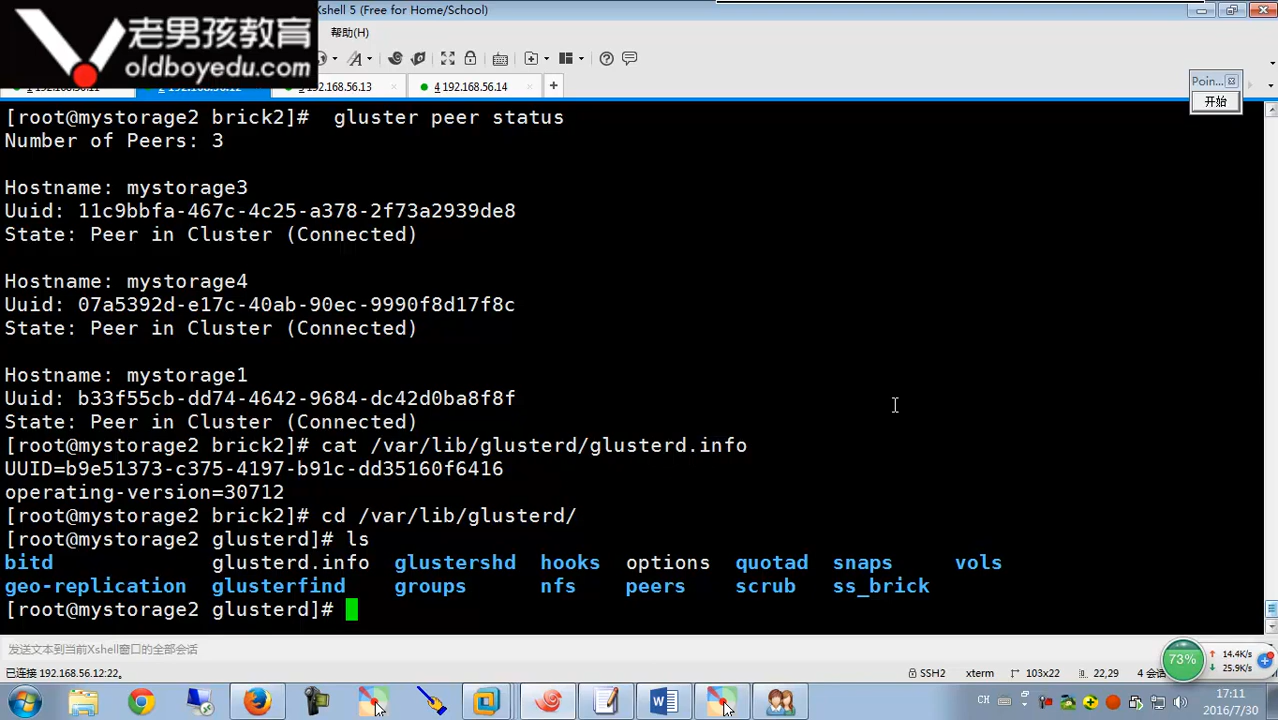 Xshell 5 (Free for Home/School)
老男孩教育
oldboyedu.com
帮助(H)
192.168.56.13
4 192.168.56.14
Poin...
开始
[root@mystorage2 brick2]#  gluster peer status
Number of Peers: 3
Hostname: mystorage3
Uuid: 11c9bbfa-467c-4c25-a378-2f73a2939de8
State: Peer in Cluster (Connected)
Hostname: mystorage4
Uuid: 07a5392d-e17c-40ab-90ec-9990f8d17f8c
State: Peer in Cluster (Connected)
Hostname: mystorage1
Uuid: b33f55cb-dd74-4642-9684-dc42d0ba8f8f
State: Peer in Cluster (Connected)
[root@mystorage2 brick2]# cat /var/lib/glusterd/glusterd.info
UUID=b9e51373-c375-4197-b91c-dd35160f6416
operating-version=30712
[root@mystorage2 brick2]# cd /var/lib/glusterd/
[root@mystorage2 glusterd]# ls
bitd glusterd.info glustershd hooks options quotad snaps vols
geo-replication glusterfind groups nfs peers scrub ss_brick
[root@mystorage2 glusterd]#
发送文本到当前Xshell窗口的全部会话
已连接 192.168.56.12:22。 SSH2 xterm 103x22 22,29 4 会话
73% 14.4K/s
25.9K/s
CH 17:11
2016/7/30